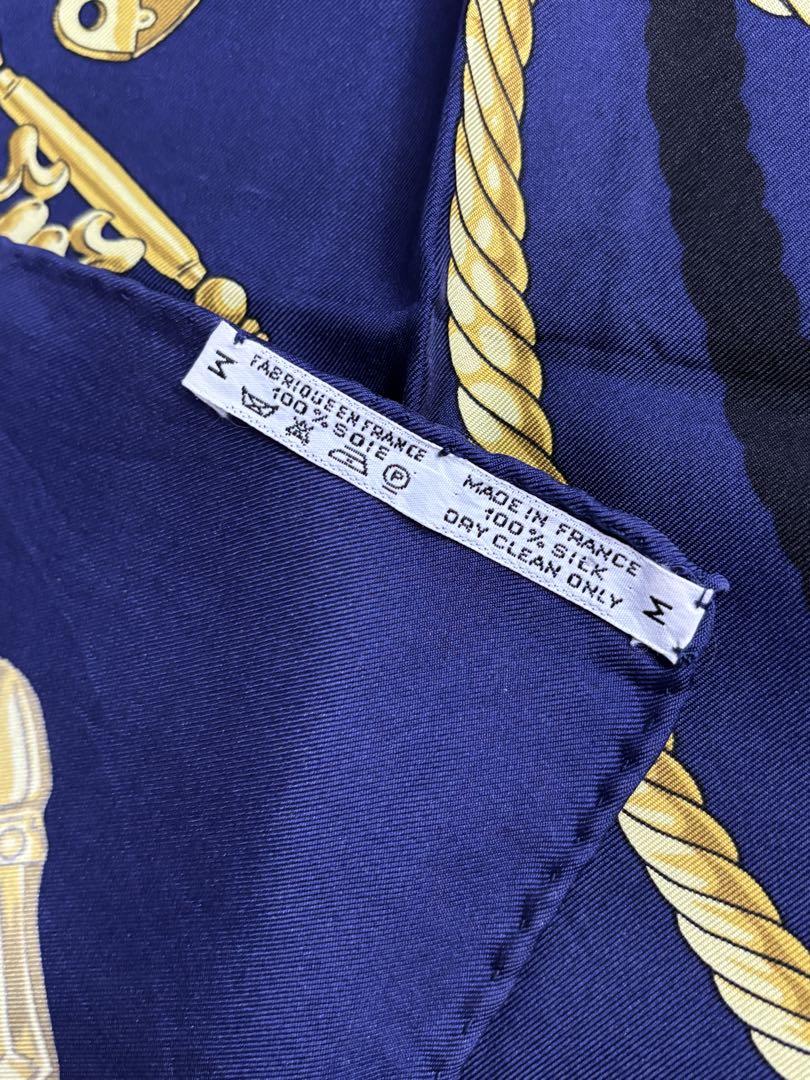 M
FABRIQUE EN FRANCE
100% SOIE
P
MADE IN FRANCE
100% SILK
DRY CLEAN ONLY
M